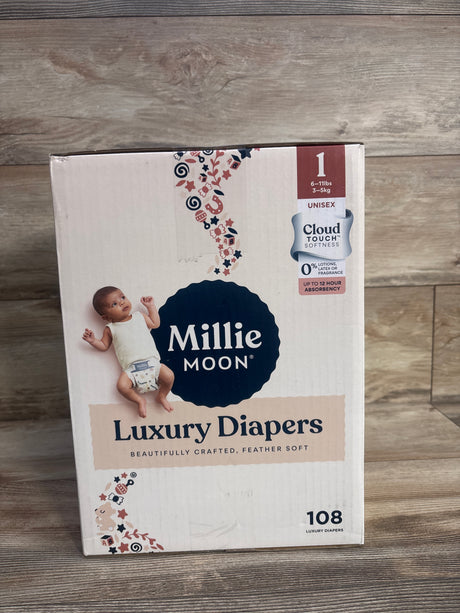 1
6-11lbs
3-5kg
UNISEX
Cloud
TOUCH™
SOFTNESS
0% LOTIONS,
LATEX OR
FRAGRANCE
UP TO 12 HOUR
ABSORBENCY
Millie
MOON®
Luxury Diapers
BEAUTIFULLY CRAFTED, FEATHER SOFT
108
LUXURY DIAPERS